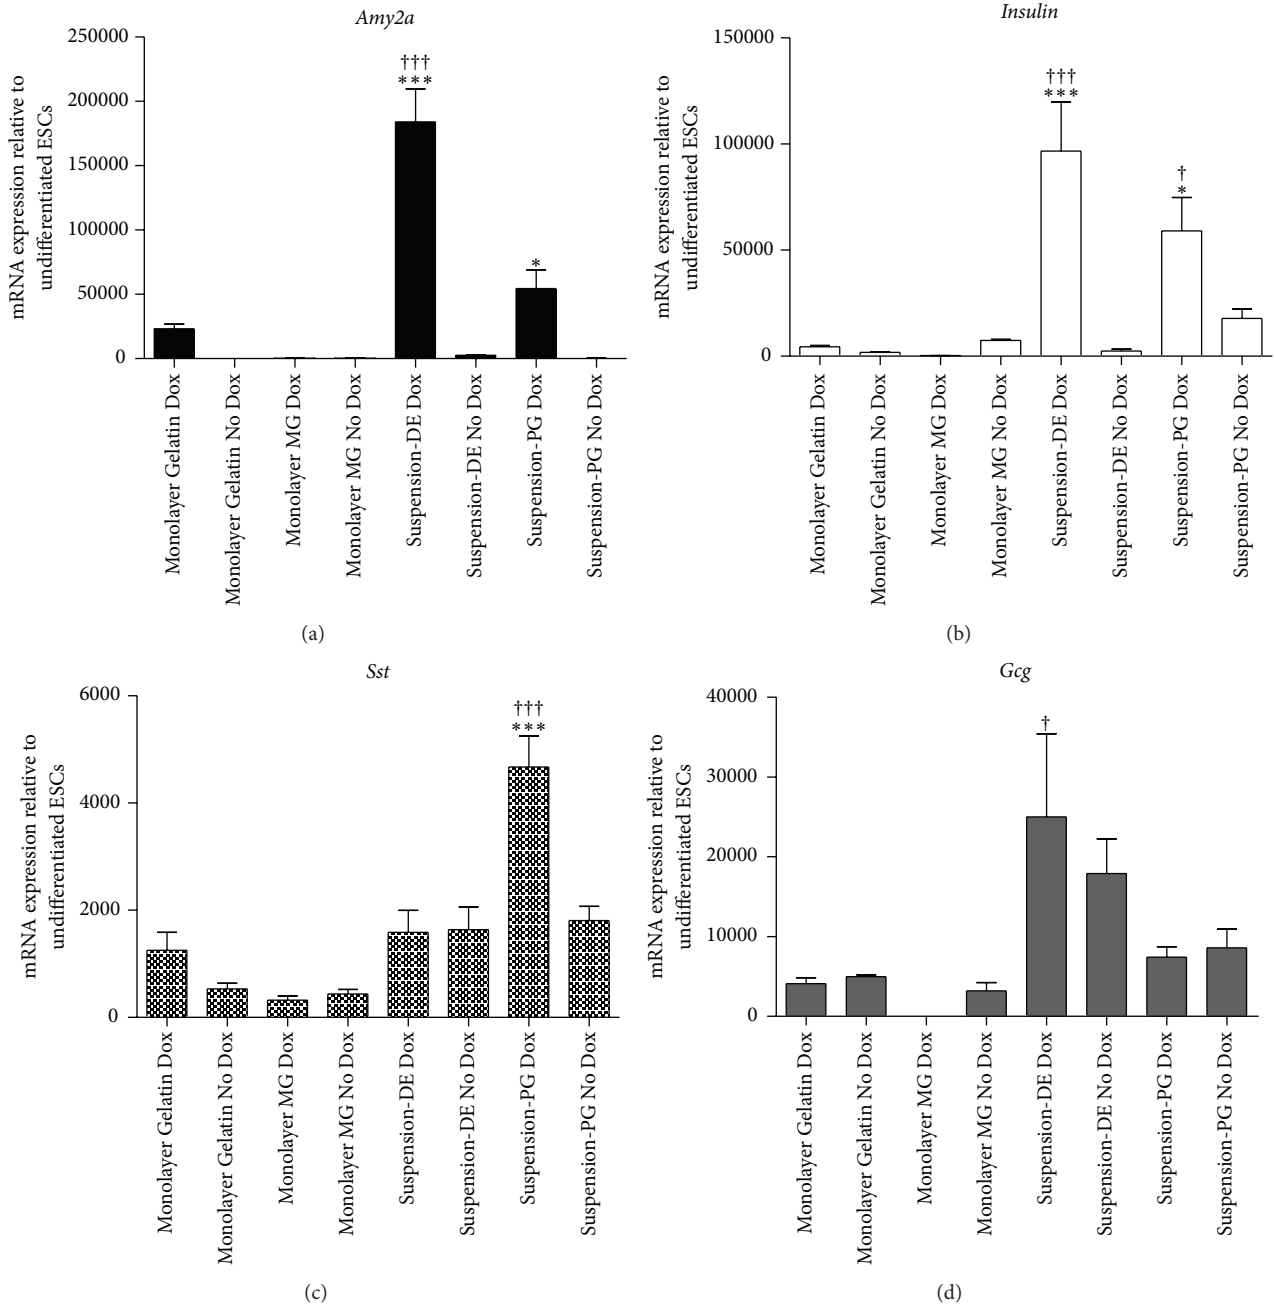 Amy2a
mRNA expression relative to
undifferentiated ESCs
250000
200000
150000
100000
50000
0
†††
***
*
Monolayer Gelatin Dox
Monolayer Gelatin No Dox
Monolayer MG Dox
Monolayer MG No Dox
Suspension-DE Dox
Suspension-DE No Dox
Suspension-PG Dox
Suspension-PG No Dox
(a)
Insulin
mRNA expression relative to
undifferentiated ESCs
150000
100000
50000
0
†††
***
†
*
Monolayer Gelatin Dox
Monolayer Gelatin No Dox
Monolayer MG Dox
Monolayer MG No Dox
Suspension-DE Dox
Suspension-DE No Dox
Suspension-PG Dox
Suspension-PG No Dox
(b)
Sst
mRNA expression relative to
undifferentiated ESCs
6000
4000
2000
0
†††
***
Monolayer Gelatin Dox
Monolayer Gelatin No Dox
Monolayer MG Dox
Monolayer MG No Dox
Suspension-DE Dox
Suspension-DE No Dox
Suspension-PG Dox
Suspension-PG No Dox
(c)
Gcg
mRNA expression relative to
undifferentiated ESCs
40000
30000
20000
10000
0
†
Monolayer Gelatin Dox
Monolayer Gelatin No Dox
Monolayer MG Dox
Monolayer MG No Dox
Suspension-DE Dox
Suspension-DE No Dox
Suspension-PG Dox
Suspension-PG No Dox
(d)